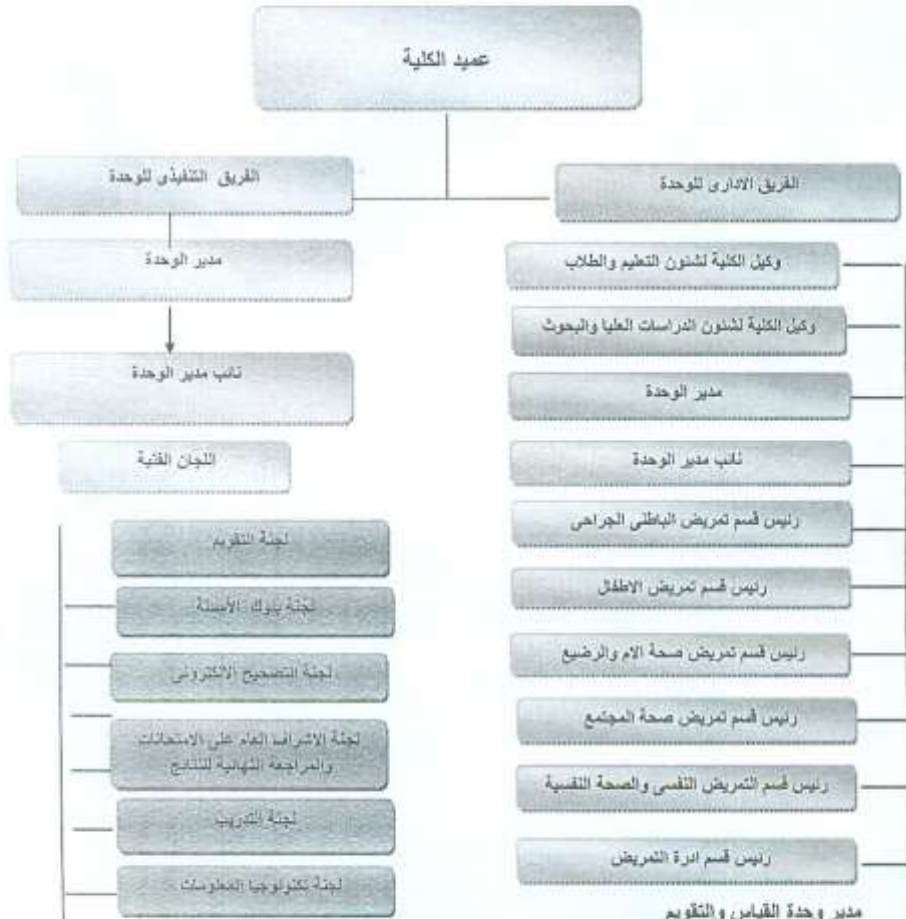 عميد الكلية
الفريق الادارى للوحدة
وكيل الكلية لشئون التعليم والطلاب
وكيل الكلية لشئون الدراسات العليا والبحوث
مدير الوحدة
نائب مدير الوحدة
رئيس قسم تمريض الباطنى الجراحى
رئيس قسم تمريض الاطفال
رئيس قسم تمريض صحة الام والرضيع
رئيس قسم تمريض صحة المجتمع
رئيس قسم التمريض النفسى والصحة النفسية
رئيس قسم ادرة التمريض
الفريق التنفيذى للوحدة
مدير الوحدة
نائب مدير الوحدة
اللجان الفنية
لجنة التقويم
لجنة بنوك الأسئلة
لجنة التصحيح الالكترونى
لجنة الاشراف العام على الامتحانات
والمراجعة النهائية للنتائج
لجنة التدريب
لجنة تكنولوجيا المعلومات
مدير وحدة القياس والتقويم